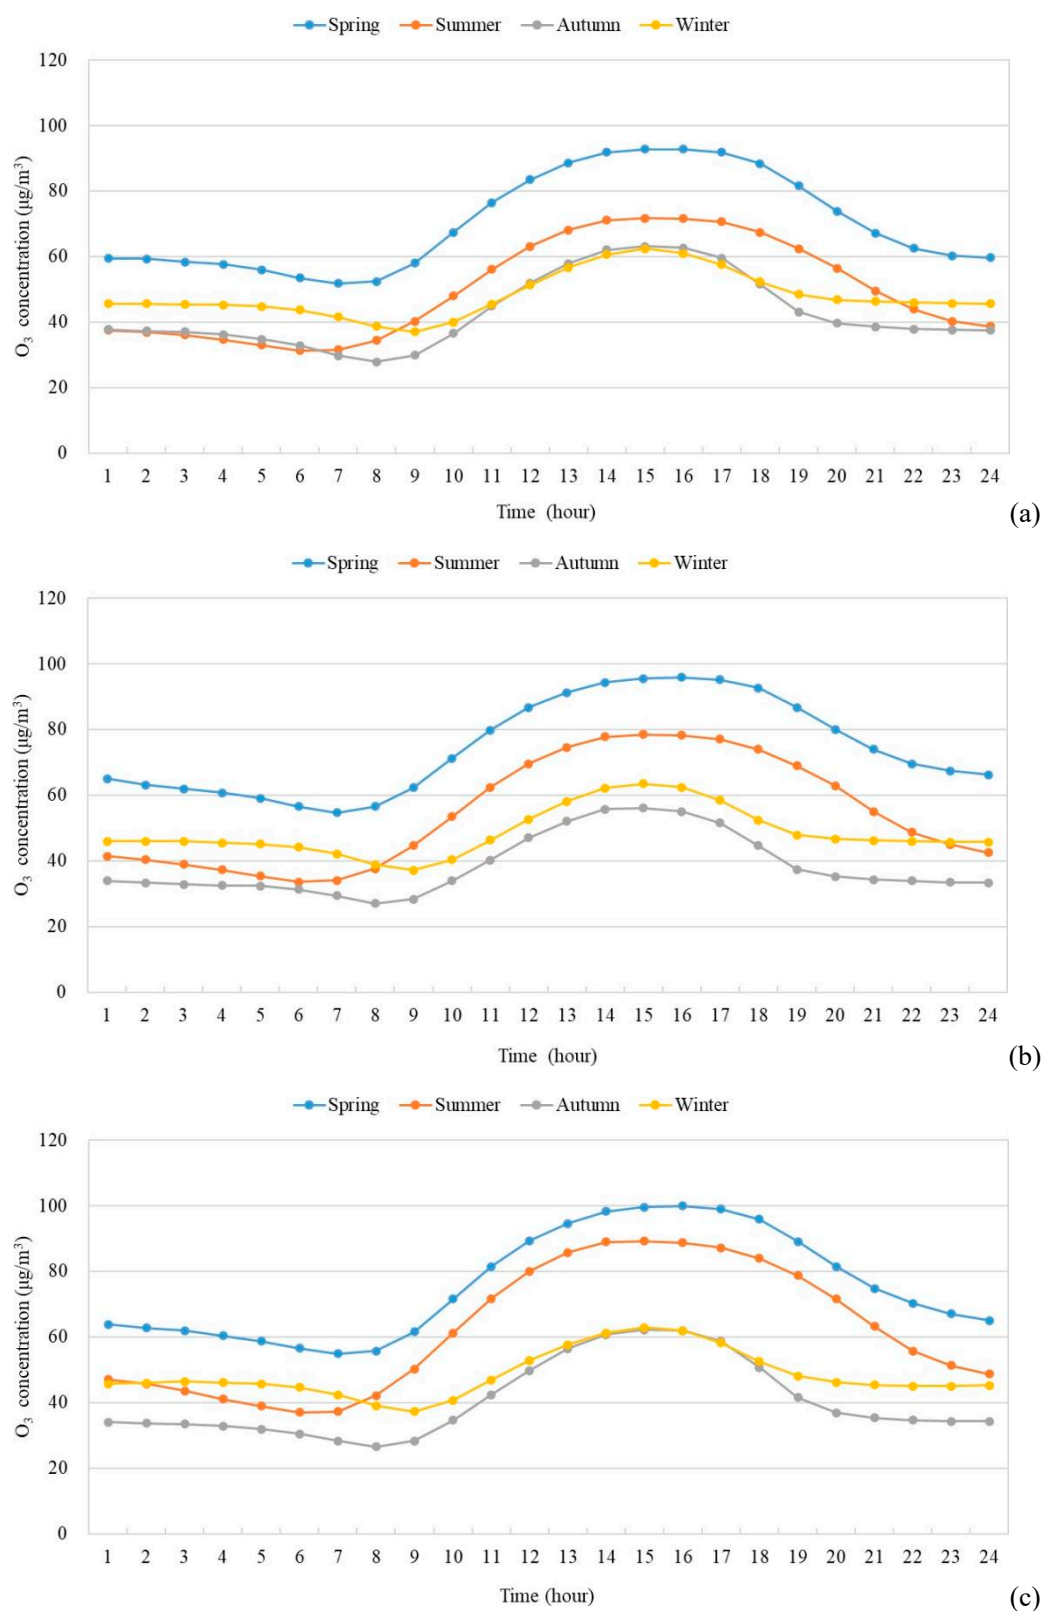 Spring Summer Autumn Winter
120
100
80
60
40
20
0
O₃ concentration (μg/m³)
1 2 3 4 5 6 7 8 9 10 11 12 13 14 15 16 17 18 19 20 21 22 23 24
Time (hour)
(a)
Spring Summer Autumn Winter
120
100
80
60
40
20
0
O₃ concentration (μg/m³)
1 2 3 4 5 6 7 8 9 10 11 12 13 14 15 16 17 18 19 20 21 22 23 24
Time (hour)
(b)
Spring Summer Autumn Winter
120
100
80
60
40
20
0
O₃ concentration (μg/m³)
1 2 3 4 5 6 7 8 9 10 11 12 13 14 15 16 17 18 19 20 21 22 23 24
Time (hour)
(c)